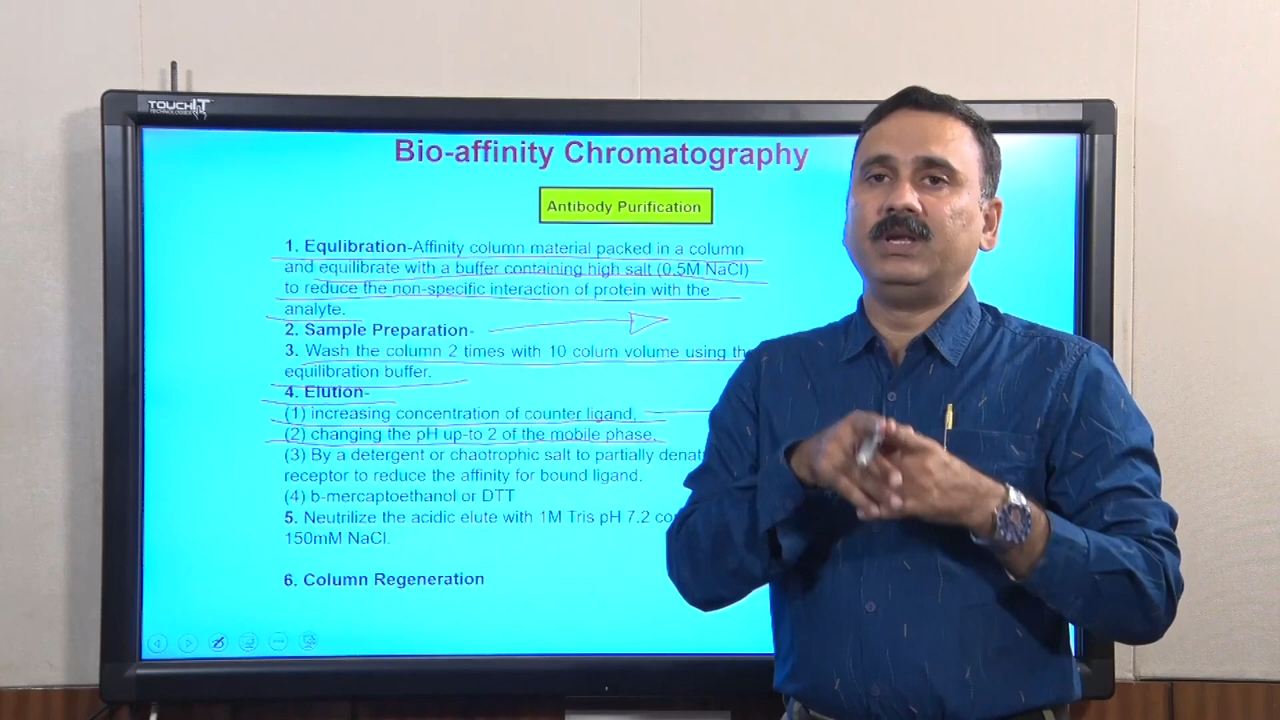 TOUCHIT
TECHNOLOGIES
Bio-affinity Chromatography
Antibody Purification
1. Equlibration-Affinity column material packed in a column
and equilibrate with a buffer containing high salt (0.5M NaCl)
to reduce the non-specific interaction of protein with the
analyte.
2. Sample Preparation-
3. Wash the column 2 times with 10 colum volume using the
equilibration buffer.
4. Elution-
(1) increasing concentration of counter ligand,
(2) changing the pH up-to 2 of the mobile phase,
(3) By a detergent or chaotrophic salt to partially
receptor to reduce the affinity for bound ligand.
(4) b-mercaptoethanol or DTT
5. Neutrilize the acidic elute with 1M Tris pH 7.2
150mM NaCl.
6. Column Regeneration